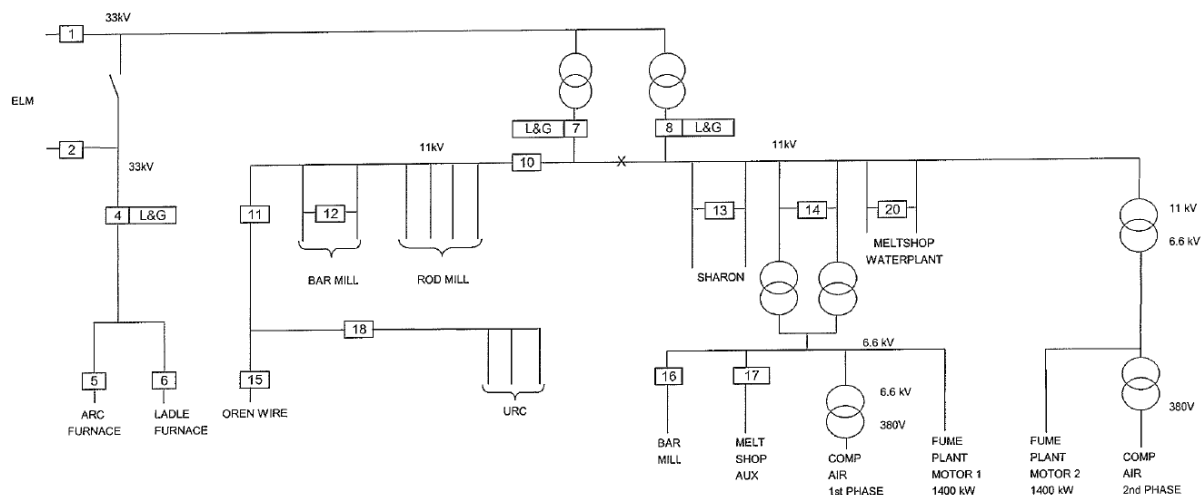 33kV
1
ELM
2
33kV
4 L&G
5
6
ARC
FURNACE
LADLE
FURNACE
L&G 7
8 L&G
11kV
10
X
11kV
11
12
BAR MILL
ROD MILL
13
SHARON
14
20
MELTSHOP
WATERPLANT
11 kV
6.6 kV
18
15
OREN WIRE
URC
6.6 kV
16
17
6.6 kV
380V
380V
BAR
MILL
MELT
SHOP
AUX
COMP
AIR
1st PHASE
FUME
PLANT
MOTOR 1
1400 kW
FUME
PLANT
MOTOR 2
1400 kW
COMP
AIR
2nd PHASE